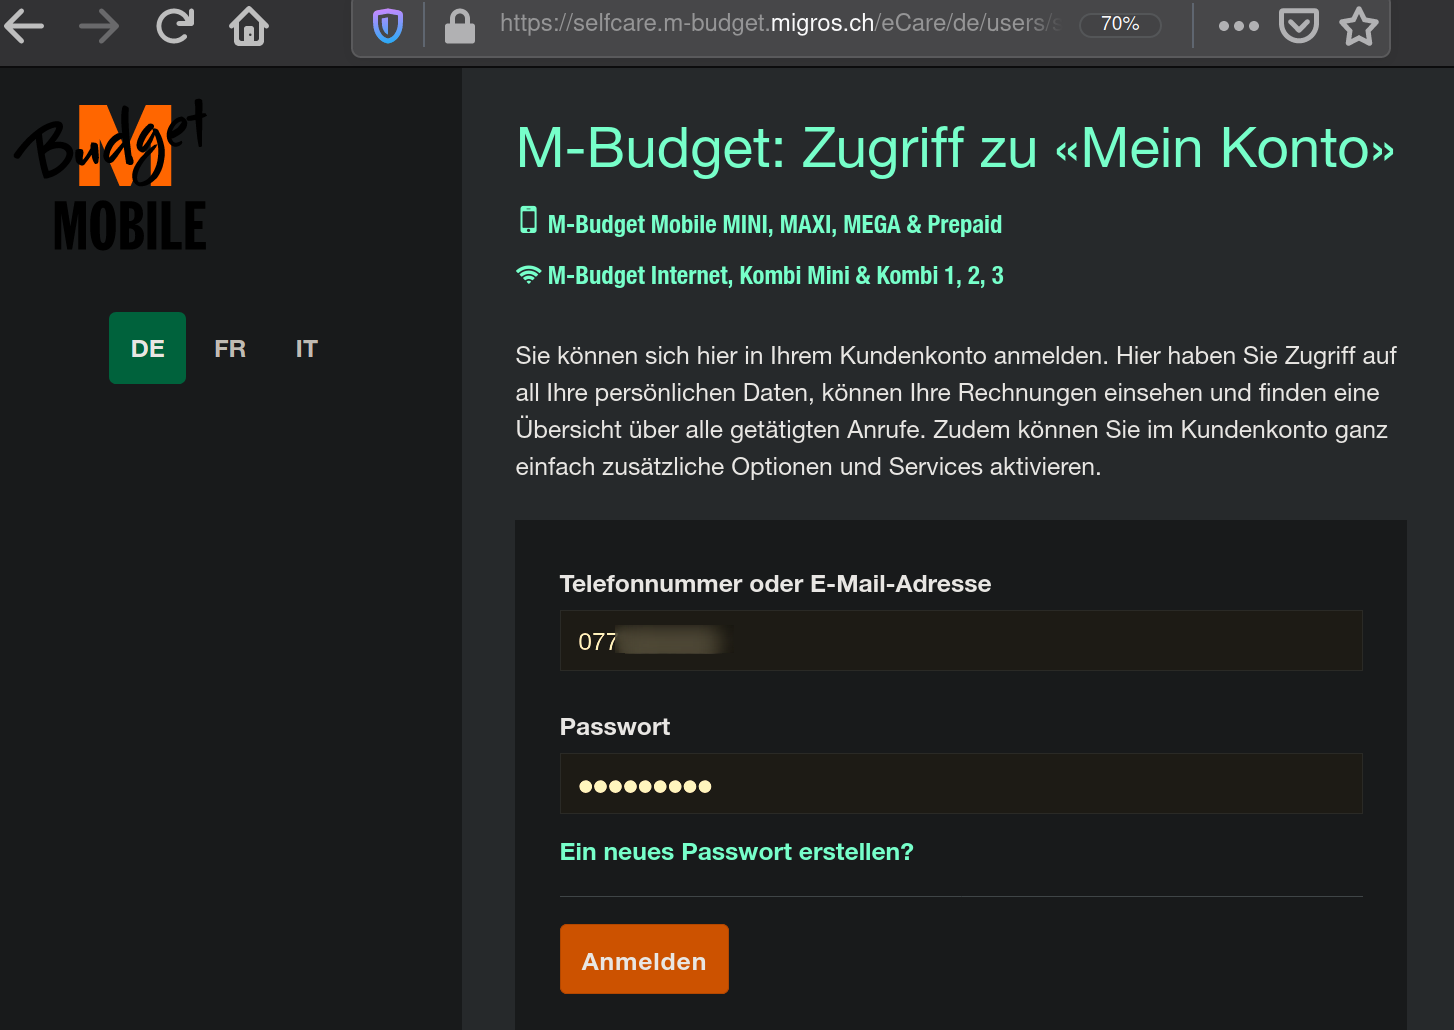 https://selfcare.m-budget.migros.ch/eCare/de/users/
70%
M Budget
MOBILE
DE FR IT
M-Budget: Zugriff zu «Mein Konto»
M-Budget Mobile MINI, MAXI, MEGA & Prepaid
M-Budget Internet, Kombi Mini & Kombi 1, 2, 3
Sie können sich hier in Ihrem Kundenkonto anmelden. Hier haben Sie Zugriff auf
all Ihre persönlichen Daten, können Ihre Rechnungen einsehen und finden eine
Übersicht über alle getätigten Anrufe. Zudem können Sie im Kundenkonto ganz
einfach zusätzliche Optionen und Services aktivieren.
Telefonnummer oder E-Mail-Adresse
077
Passwort
Ein neues Passwort erstellen?
Anmelden